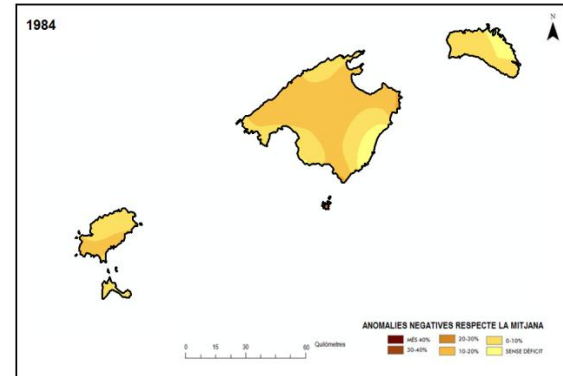 1984
N
ANOMALIES NEGATIVES RESPECTE LA MITJANA
MÉS 40% 20-30% 0-10%
30-40% 10-20% SENSE DÈFICIT
Quilòmetres
0 15 30 60